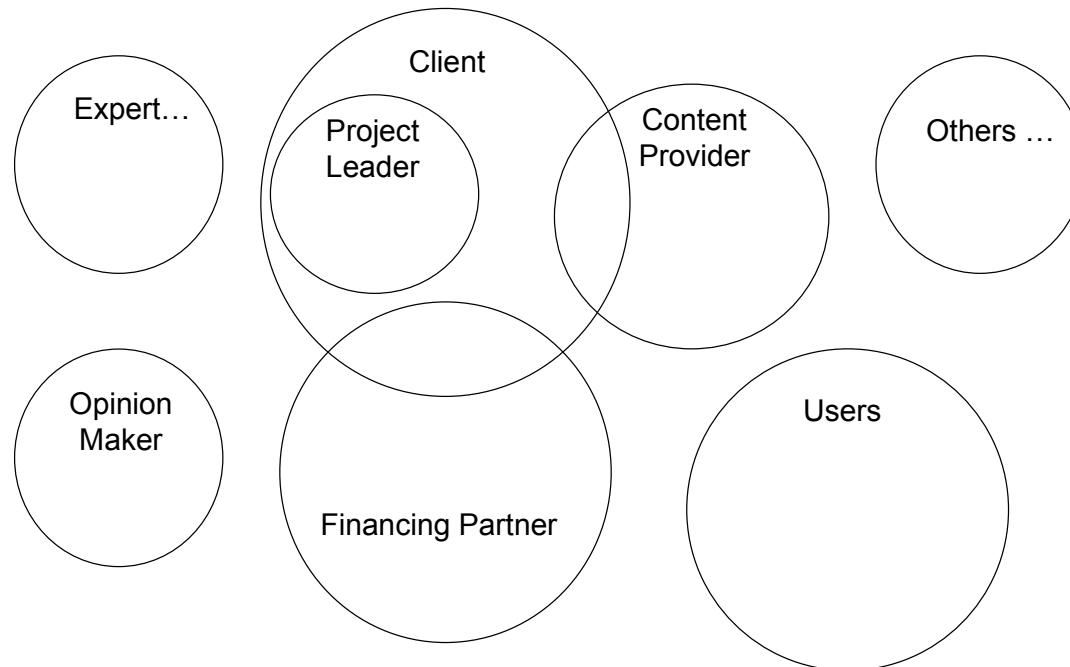 Client
Expert…
Project
Leader
Content
Provider
Others …
Opinion
Maker
Users
Financing Partner